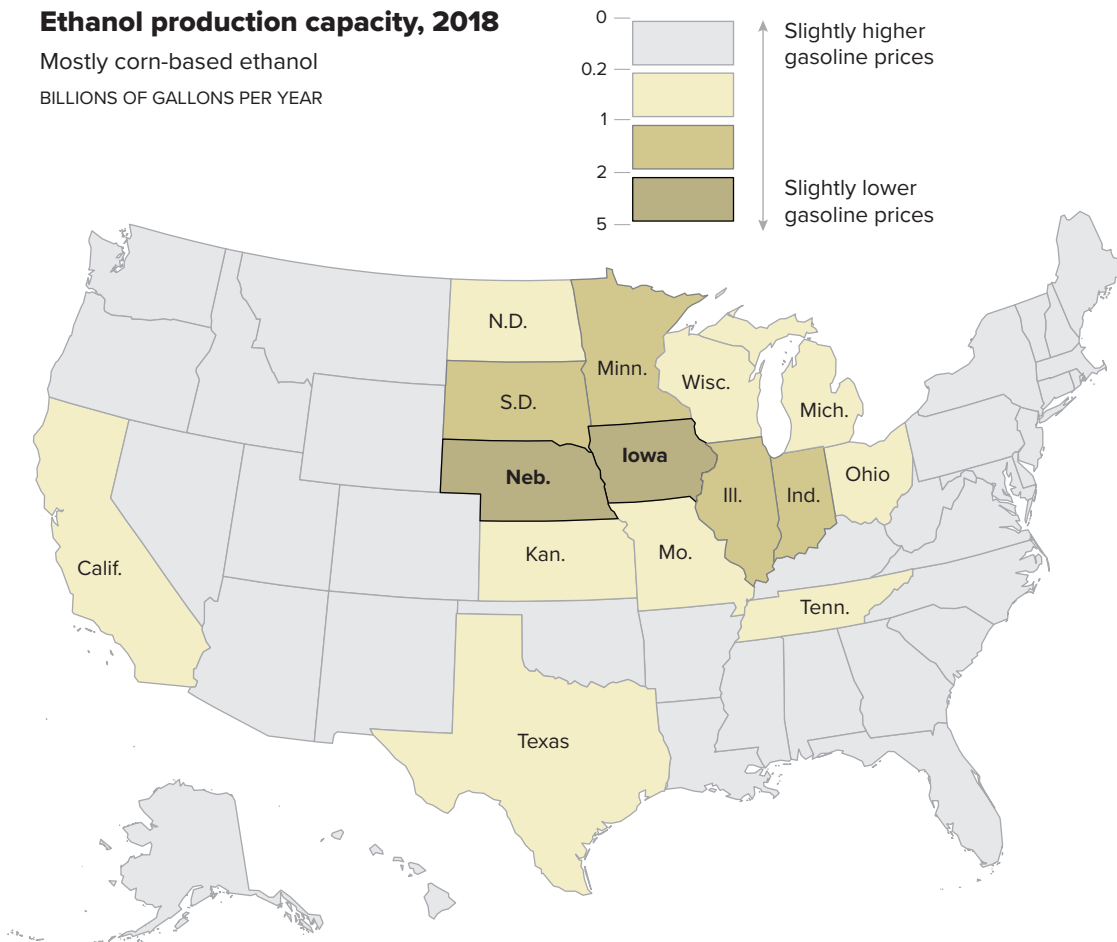 Ethanol production capacity, 2018
Mostly corn-based ethanol
BILLIONS OF GALLONS PER YEAR
0
0.2
1
2
5
Slightly higher
gasoline prices
Slightly lower
gasoline prices
N.D.
Minn.
S.D.
Wisc.
Mich.
Neb.
Iowa
Ill.
Ind.
Ohio
Calif.
Kan.
Mo.
Tenn.
Texas